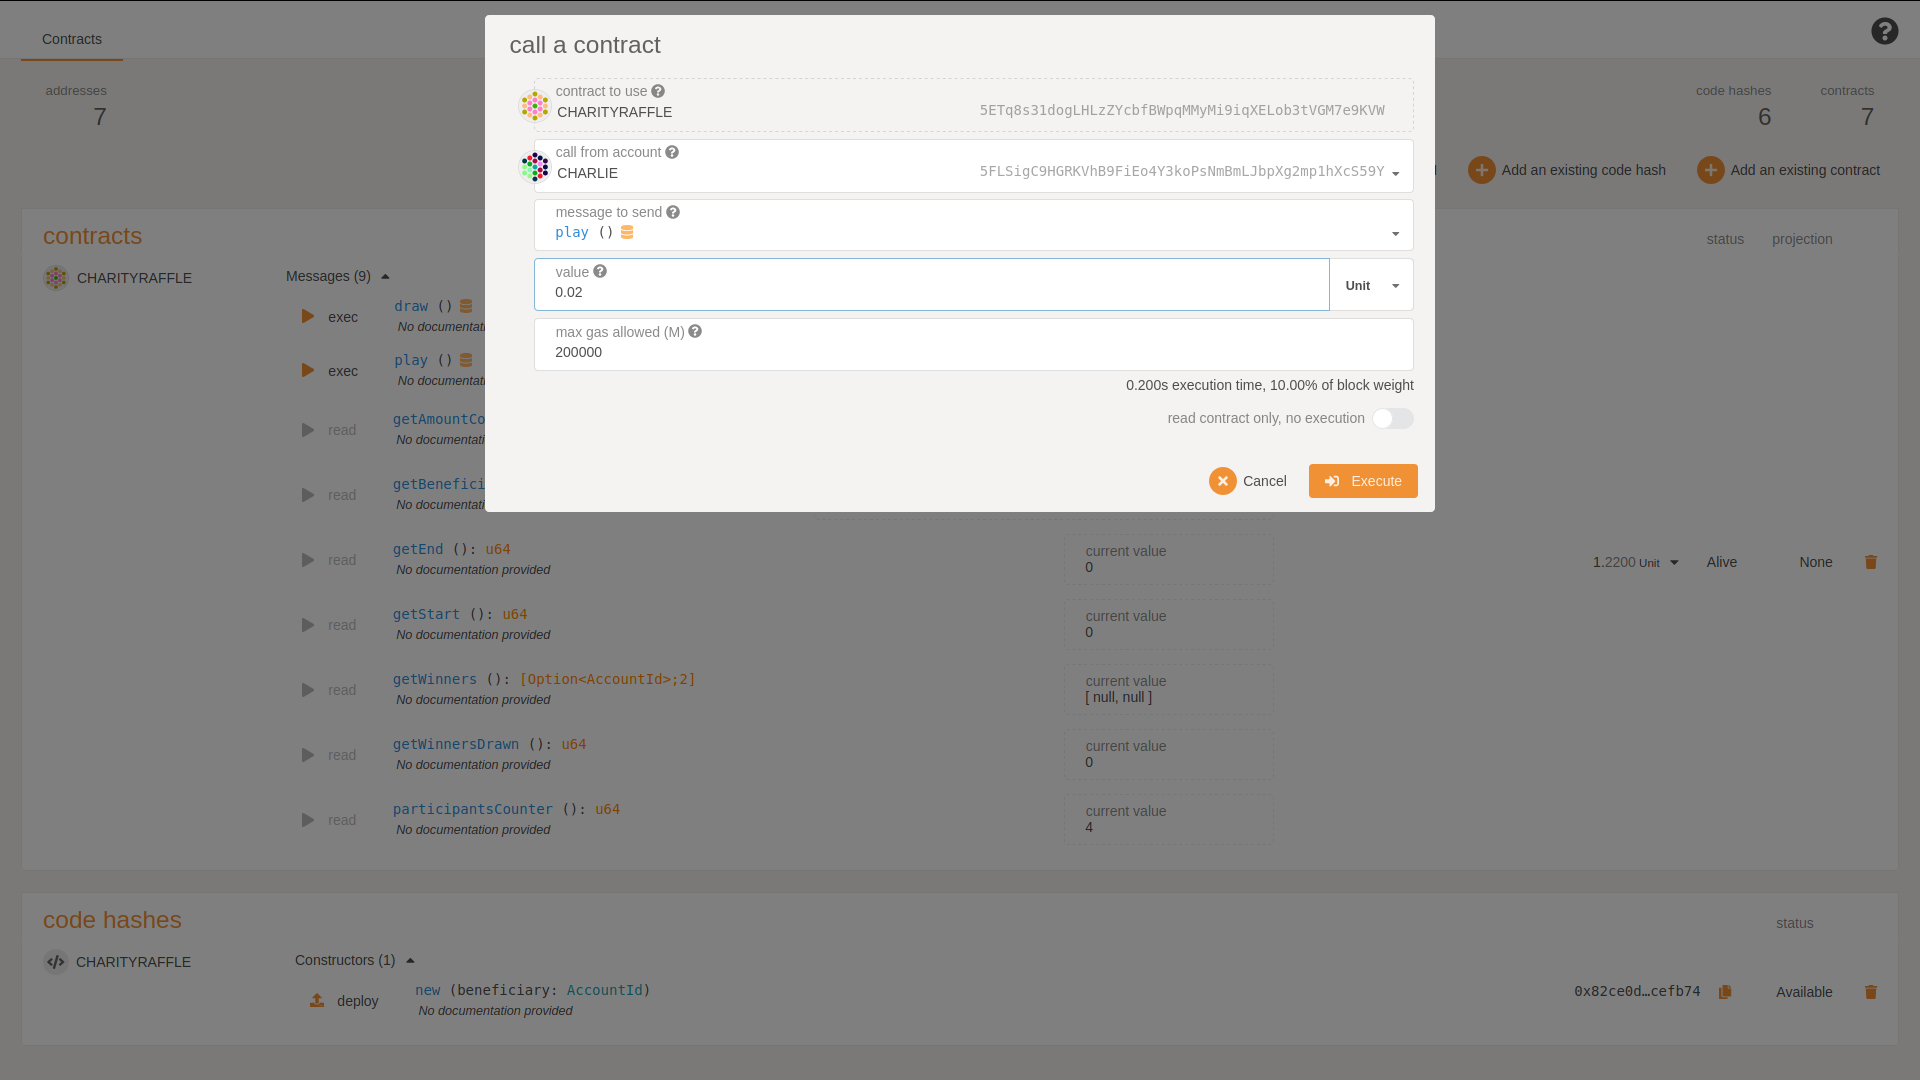 Contracts
addresses
7
code hashes
6
contracts
7
Add an existing code hash
Add an existing contract
call a contract
contract to use
CHARITYRAFFLE
5ETq8s31dogLHLzZYcbfBWpqMMyMi9iqXELob3tVGM7e9KVW
call from account
CHARLIE
5FLSigC9HGRKVhB9FiEo4Y3koPsNmBmLJbpXg2mp1hXcS59Y
message to send
play ()
value
0.02
Unit
max gas allowed (M)
200000
0.200s execution time, 10.00% of block weight
read contract only, no execution
Cancel
Execute
contracts
status
projection
CHARITYRAFFLE
Messages (9)
exec
draw ()
No documentati
exec
play ()
No documentati
read
getAmountCo
No documentati
read
getBenefici
No documentati
read
getEnd (): u64
No documentation provided
current value
0
1.2200 Unit
Alive
None
read
getStart (): u64
No documentation provided
current value
0
read
getWinners (): [Option<AccountId>;2]
No documentation provided
current value
[ null, null ]
read
getWinnersDrawn (): u64
No documentation provided
current value
0
read
participantsCounter (): u64
No documentation provided
current value
4
code hashes
status
CHARITYRAFFLE
Constructors (1)
deploy
new (beneficiary: AccountId)
No documentation provided
0x82ce0d…cefb74
Available